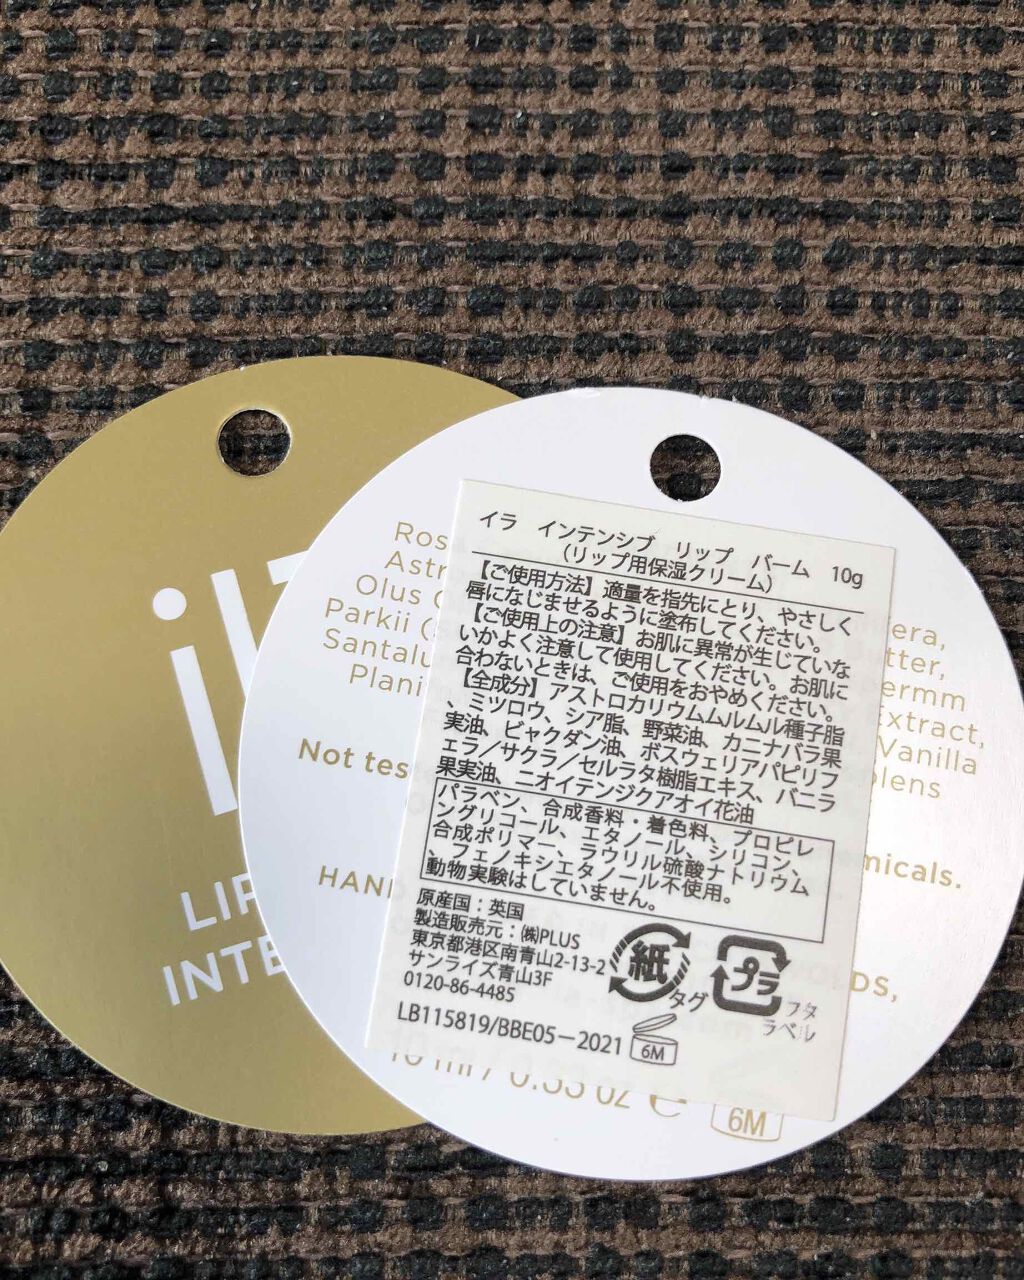 LIP
INTE
Ros
Astr
Olus
Parkii (
Santalu
Plani
Not tes
HAND
tter,
ermm
Extract,
Vanilla
olens
micals.
DS,
イラ インテンシブ リップ バーム 10g
(リップ用保湿クリーム)
【ご使用方法】適量を指先にとり、やさしく
唇になじませるように塗布してください。
【ご使用上の注意】お肌に異常が生じていな
いかよく注意して使用してください。お肌に
合わないときは、ご使用をおやめください。
【全成分】アストロカリウムムルムル種子脂
、ミツロウ、シア脂、野菜油、カニナバラ果
実油、ビャクダン油、ボスウェリアパピリフ
ェラ／サクラ／セルラタ樹脂エキス、バニラ
果実油、ニオイテンジクアオイ花油
パラベン、合成香料・着色料、プロピレ
ングリコール、エタノール、シリコン、
合成ポリマー、ラウリル硫酸ナトリウム
、フェノキシエタノール不使用。
動物実験はしていません。
原産国：英国
製造販売元：㈱PLUS
東京都港区南青山2-13-2
サンライズ青山3F
0120-86-4485
LB115819/BBE05－2021
6M
紙
タグ
プラ
フタ
ラベル
10 ml / 0.33 oz e
6M